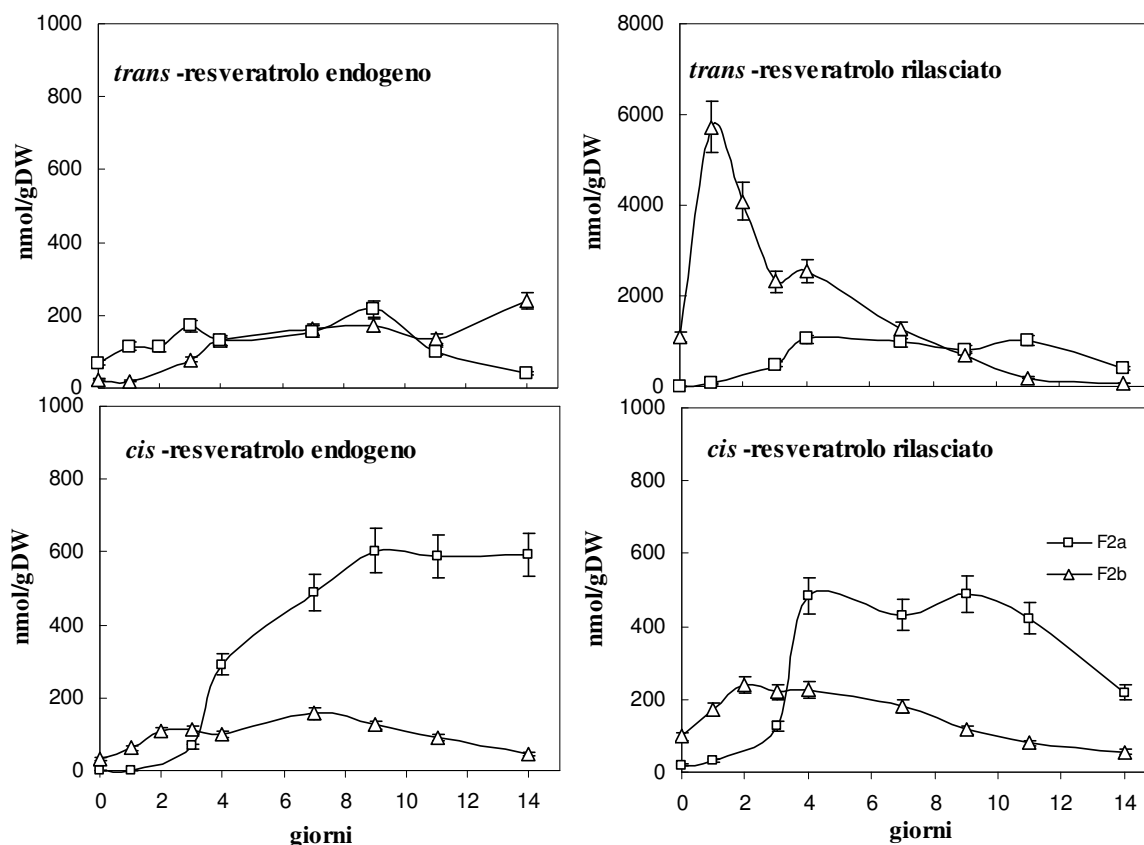 trans -resveratrolo endogeno
nmol/gDW
1000
800
600
400
200
0
trans -resveratrolo rilasciato
nmol/gDW
8000
6000
4000
2000
0
cis -resveratrolo endogeno
nmol/gDW
1000
800
600
400
200
0
0 2 4 6 8 10 12 14
giorni
cis -resveratrolo rilasciato
nmol/gDW
1000
800
600
400
200
0
F2a
F2b
0 2 4 6 8 10 12 14
giorni